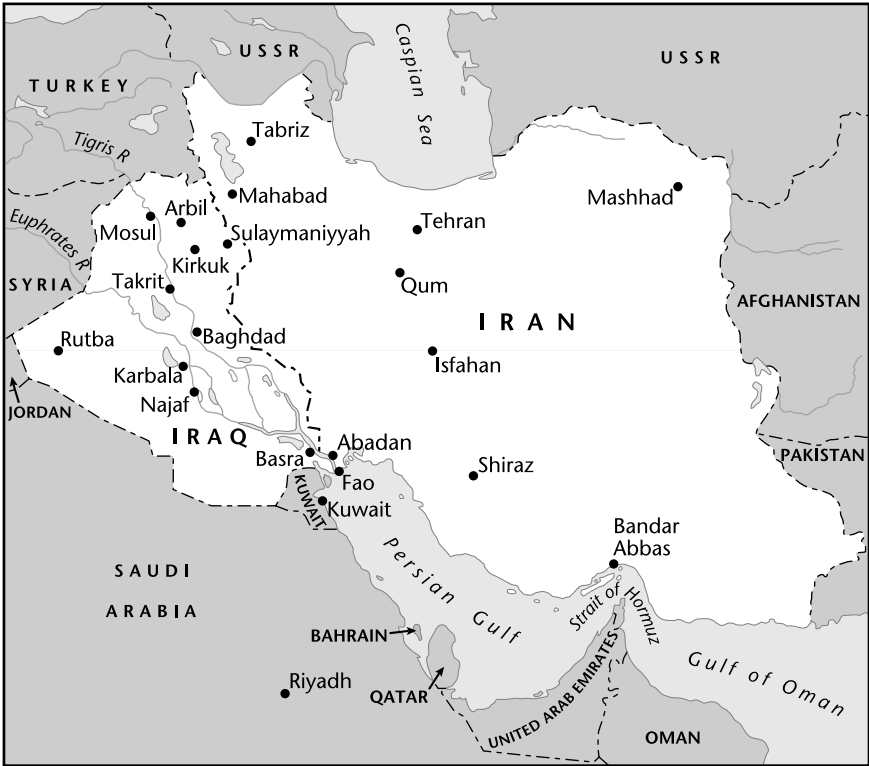 USSR
USSR
TURKEY
Caspian Sea
Tigris R
Tabriz
Mahabad
Mashhad
Arbil
Mosul
Sulaymaniyyah
Tehran
Euphrates R
Kirkuk
Takrit
Qum
SYRIA
AFGHANISTAN
IRAN
Rutba
Baghdad
Isfahan
Karbala
JORDAN
Najaf
IRAQ
Abadan
Basra
PAKISTAN
Shiraz
Fao
KUWAIT
Kuwait
Bandar
Abbas
SAUDI
ARABIA
Persian Gulf
Strait of
Hormuz
BAHRAIN
Gulf of Oman
Riyadh
QATAR
UNITED ARAB EMIRATES
OMAN